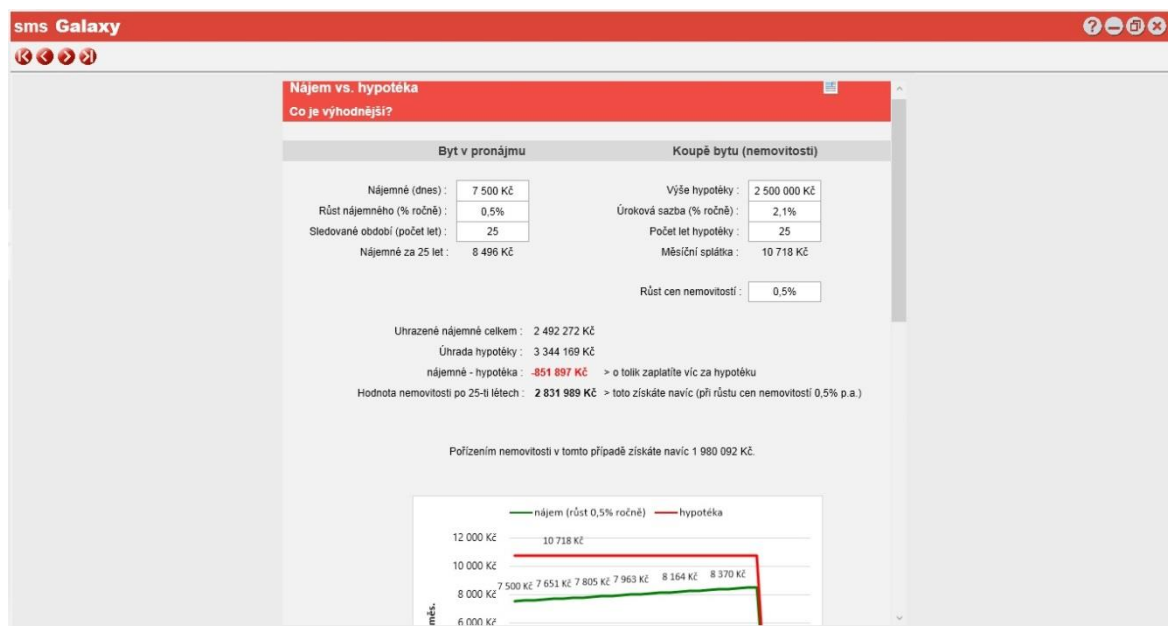 sms Galaxy
Nájem vs. hypotéka
Co je výhodnější?
Byt v pronájmu
Koupě bytu (nemovitosti)
Nájemné (dnes) : 7 500 Kč
Růst nájemného (% ročně) : 0,5%
Sledované období (počet let) : 25
Nájemné za 25 let : 8 496 Kč
Výše hypotéky : 2 500 000 Kč
Úroková sazba (% ročně) : 2,1%
Počet let hypotéky : 25
Měsíční splátka : 10 718 Kč
Růst cen nemovitostí : 0,5%
Uhrazené nájemné celkem : 2 492 272 Kč
Úhrada hypotéky : 3 344 169 Kč
nájemné - hypotéka : -851 897 Kč > o tolik zaplatíte víc za hypotéku
Hodnota nemovitosti po 25-ti létech : 2 831 989 Kč > toto získáte navíc (při růstu cen nemovitostí 0,5% p.a.)
Pořízením nemovitosti v tomto případě získáte navíc 1 980 092 Kč.
nájem (růst 0,5% ročně) hypotéka
12 000 Kč
10 718 Kč
10 000 Kč
7 500 Kč 7 651 Kč 7 805 Kč 7 963 Kč 8 164 Kč 8 370 Kč
8 000 Kč
měs.
6 000 Kč